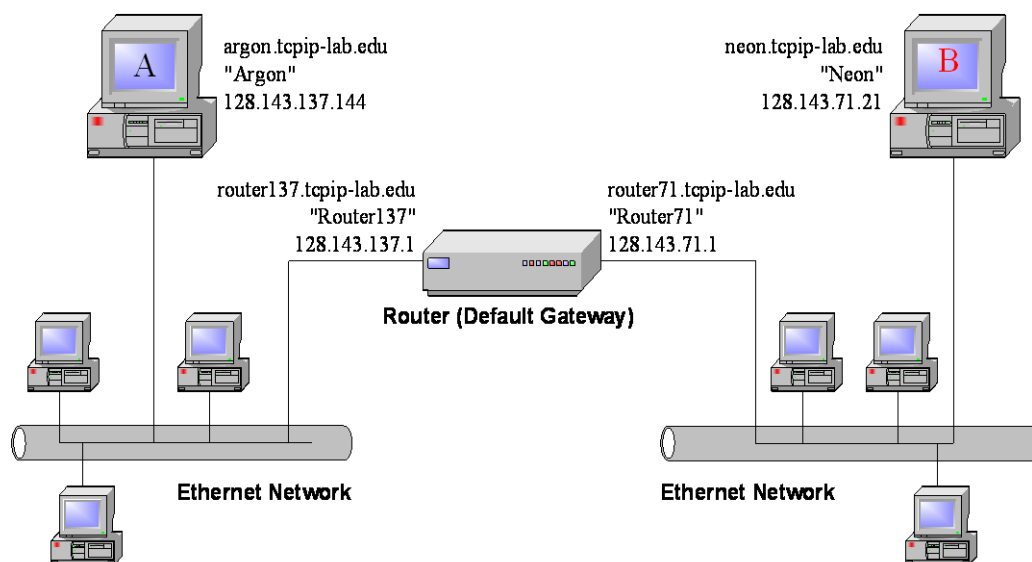 A
argon.tcpip-lab.edu
"Argon"
128.143.137.144
neon.tcpip-lab.edu
"Neon"
128.143.71.21
B
router137.tcpip-lab.edu
"Router137"
128.143.137.1
router71.tcpip-lab.edu
"Router71"
128.143.71.1
Router (Default Gateway)
Ethernet Network
Ethernet Network